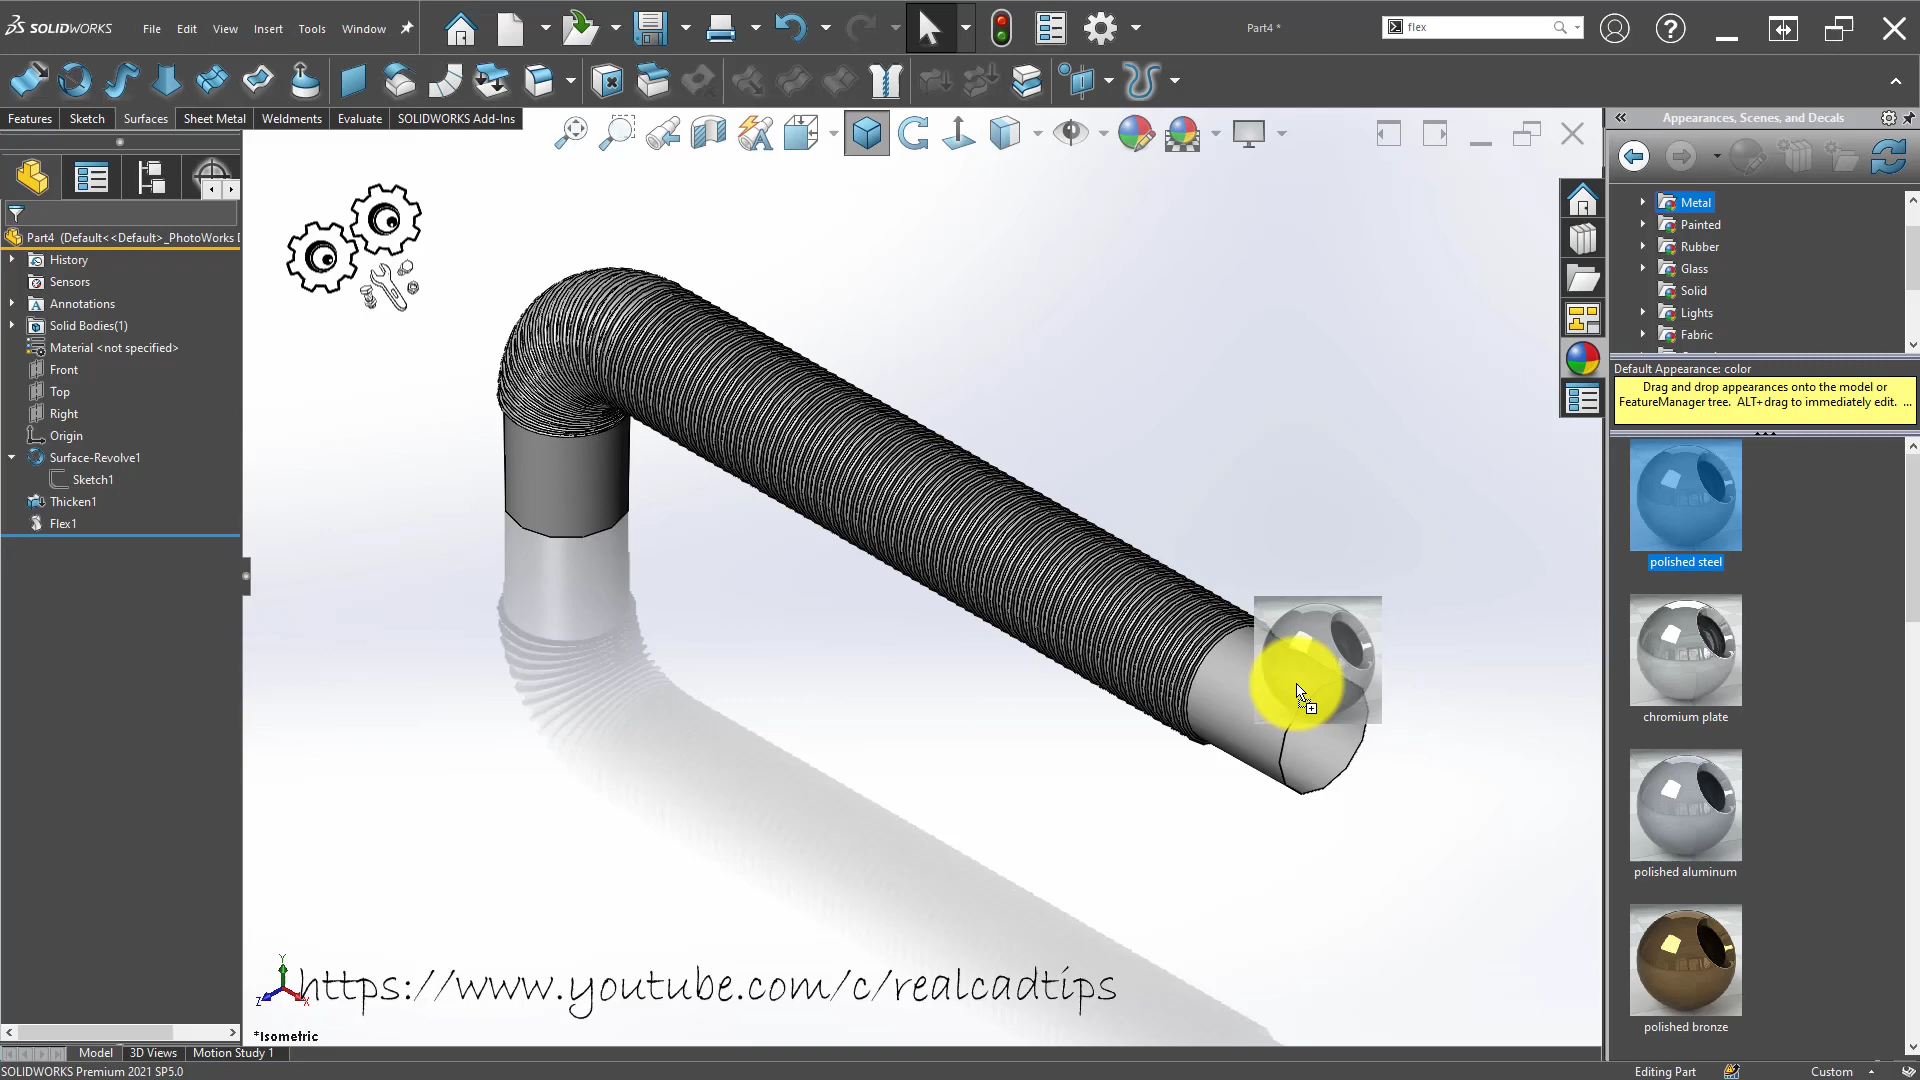 SOLIDWORKS File Edit View Insert Tools Window Part4 * flex
Features Sketch Surfaces Sheet Metal Weldments Evaluate SOLIDWORKS Add-Ins
Appearances, Scenes, and Decals
Part4 (Default<<Default>_PhotoWorks
History
Sensors
Annotations
Solid Bodies(1)
Material <not specified>
Front
Top
Right
Origin
Surface-Revolve1
Sketch1
Thicken1
Flex1
Metal
Painted
Rubber
Glass
Solid
Lights
Fabric
Default Appearance: color
Drag and drop appearances onto the model or
FeatureManager tree. ALT+drag to immediately edit. ...
polished steel
chromium plate
polished aluminum
polished bronze
Y
Z X
https://www.youtube.com/c/realcadtips
*Isometric
Model 3D Views Motion Study 1
SOLIDWORKS Premium 2021 SP5.0
Editing Part Custom